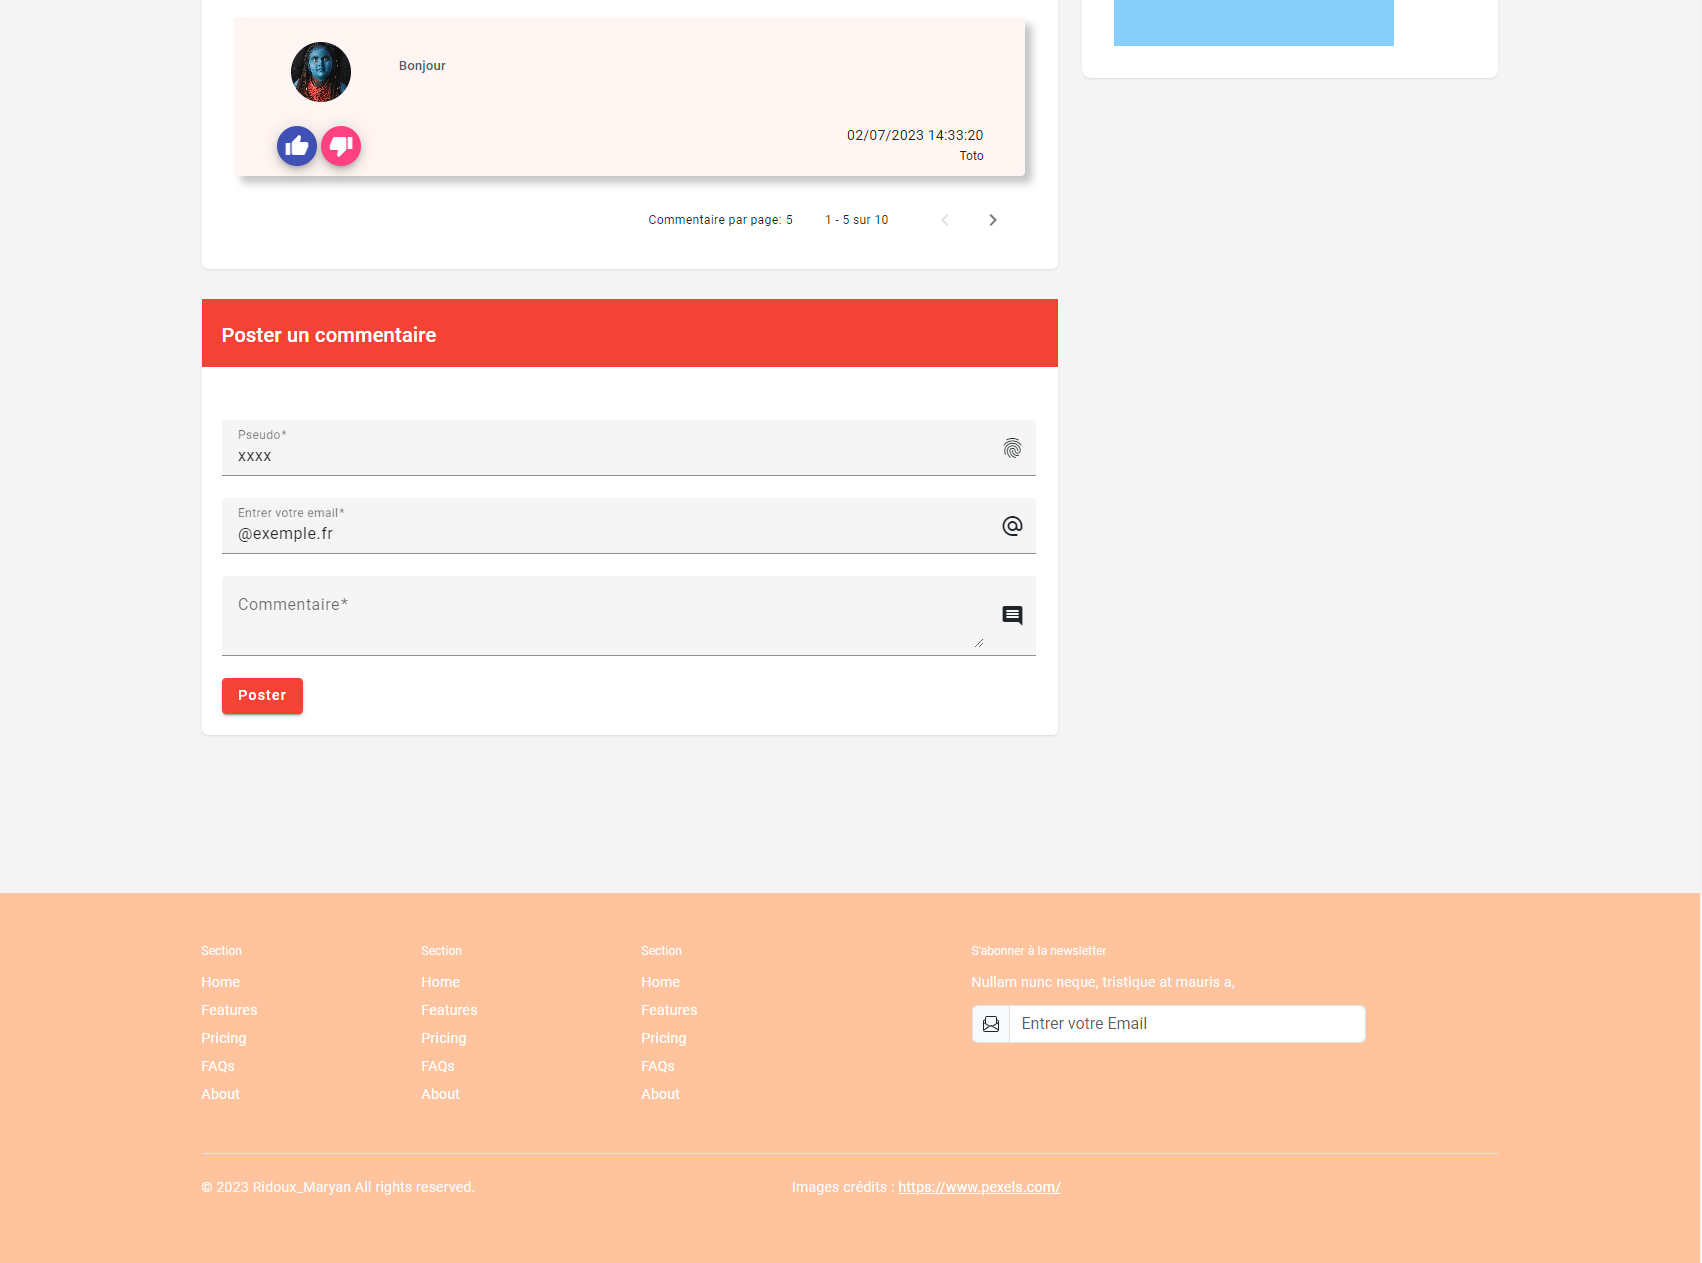 Bonjour
02/07/2023 14:33:20
Toto
Commentaire par page: 5
1 - 5 sur 10
Poster un commentaire
Pseudo*
xxxx
Entrer votre email*
@exemple.fr
Commentaire*
Poster
Section
Home
Features
Pricing
FAQs
About
Section
Home
Features
Pricing
FAQs
About
Section
Home
Features
Pricing
FAQs
About
S'abonner à la newsletter
Nullam nunc neque, tristique at mauris a,
Entrer votre Email
© 2023 Ridoux_Maryan All rights reserved.
Images crédits : https://www.pexels.com/